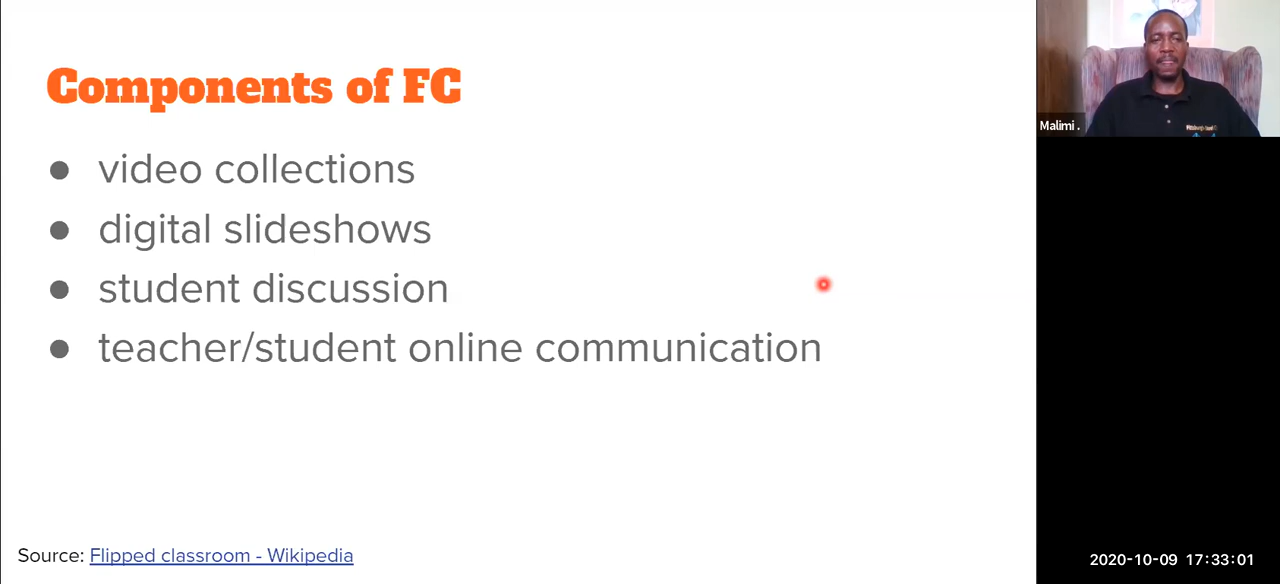 Components of FC
● video collections
● digital slideshows
● student discussion
● teacher/student online communication
Source: Flipped classroom - Wikipedia
Malimi .
2020-10-09 17:33:01